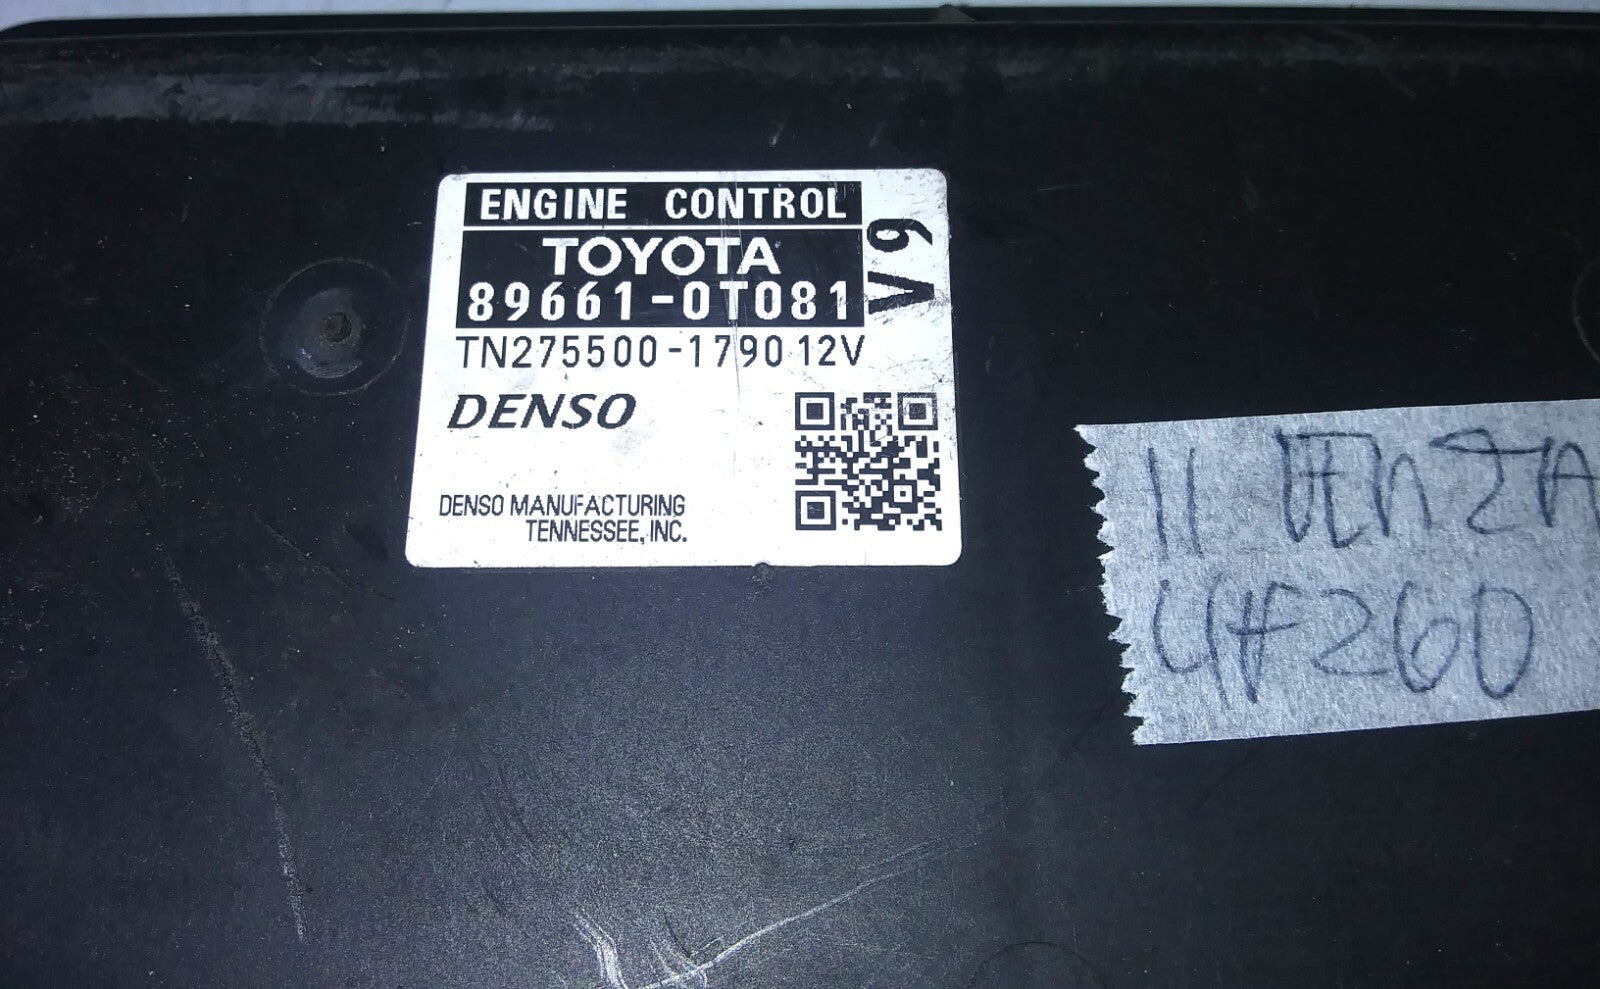 ENGINE CONTROL
TOYOTA
89661-0T081
V9
TN275500-1790 12V
DENSO
DENSO MANUFACTURING
TENNESSEE, INC.
11 VENZA
4F260